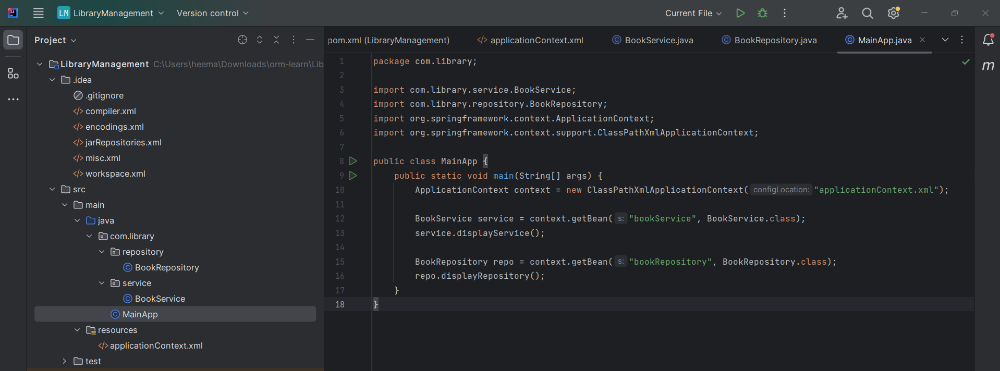 LM LibraryManagement Version control Current File
Project
LibraryManagement C:\Users\heema\Downloads\orm-learn\Lib
.idea
.gitignore
compiler.xml
encodings.xml
jarRepositories.xml
misc.xml
workspace.xml
src
main
java
com.library
repository
BookRepository
service
BookService
MainApp
resources
applicationContext.xml
test
pom.xml (LibraryManagement) applicationContext.xml BookService.java BookRepository.java MainApp.java
1 package com.library;
2
3 import com.library.service.BookService;
4 import com.library.repository.BookRepository;
5 import org.springframework.context.ApplicationContext;
6 import org.springframework.context.support.ClassPathXmlApplicationContext;
7
8 public class MainApp {
9 public static void main(String[] args) {
10 ApplicationContext context = new ClassPathXmlApplicationContext( configLocation: "applicationContext.xml");
11
12 BookService service = context.getBean( s: "bookService", BookService.class);
13 service.displayService();
14
15 BookRepository repo = context.getBean( s: "bookRepository", BookRepository.class);
16 repo.displayRepository();
17 }
18 }
m